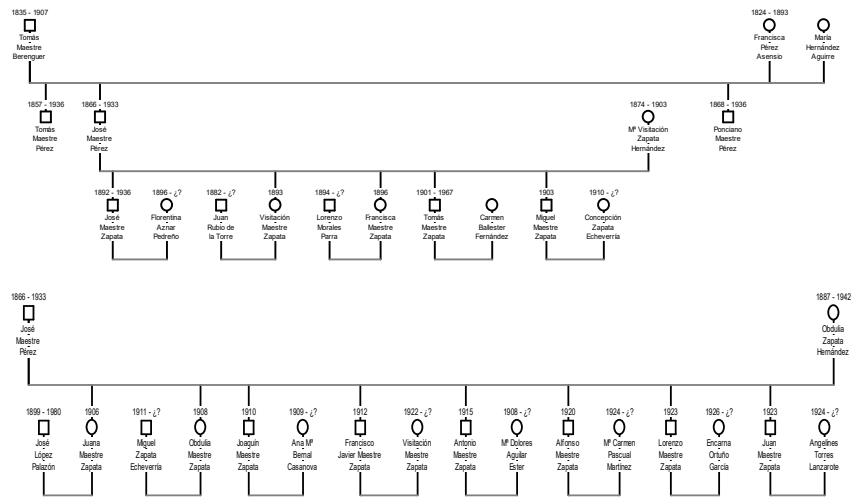 1835 - 1907
Tomás
Maestre
Berenguer
1824 - 1893
Francisca
Pérez
Asensio
María
Hernández
Aguirre
1857 - 1936
Tomás
Maestre
Pérez
1866 - 1933
José
Maestre
Pérez
1874 - 1903
Mª Visitación
Zapata
Hernández
1868 - 1936
Ponciano
Maestre
Pérez
1892 - 1936
José
Maestre
Zapata
1896 - ¿?
Florentina
Aznar
Pedreño
1882 - ¿?
Juan
Rubio de
la Torre
1893
Visitación
Maestre
Zapata
1894 - ¿?
Lorenzo
Morales
Parra
1896
Francisca
Maestre
Zapata
1901 - 1967
Tomás
Maestre
Zapata
Carmen
Ballester
Fernández
1903
Miguel
Maestre
Zapata
1910 - ¿?
Concepción
Zapata
Echeverría
1866 - 1933
José
Maestre
Pérez
1887 - 1942
Obdulia
Zapata
Hernández
1899 - 1980
José
López
Palazón
1906
Juana
Maestre
Zapata
1911 - ¿?
Miguel
Zapata
Echeverría
1908
Obdulia
Maestre
Zapata
1910
Joaquín
Maestre
Zapata
1909 - ¿?
Ana Mª
Bernal
Casanova
1912
Francisco
Javier Maestre
Zapata
1922 - ¿?
Visitación
Maestre
Zapata
1915
Antonio
Maestre
Zapata
1908 - ¿?
Mª Dolores
Aguilar
Ester
1920
Alfonso
Maestre
Zapata
1924 - ¿?
Mª Carmen
Pascual
Martínez
1923
Lorenzo
Maestre
Zapata
1926 - ¿?
Encarna
Ortuño
García
1923
Juan
Maestre
Zapata
1924 - ¿?
Angelines
Torres
Lanzarote